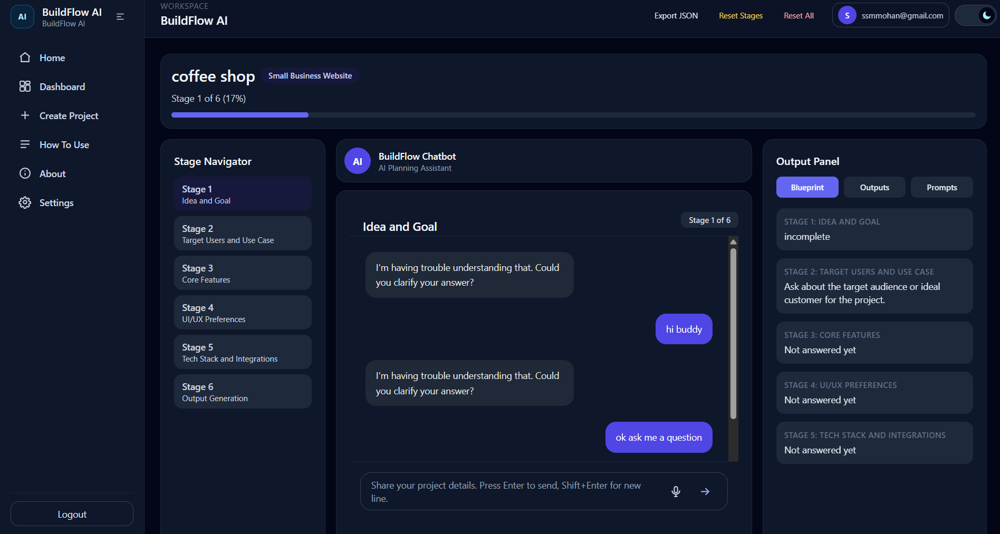 AI
BuildFlow AI
BuildFlow AI
Home
Dashboard
Create Project
How To Use
About
Settings
Logout
WORKSPACE
BuildFlow AI
Export JSON
Reset Stages
Reset All
S
ssmmohan@gmail.com
coffee shop
Small Business Website
Stage 1 of 6 (17%)
Stage Navigator
Stage 1
Idea and Goal
Stage 2
Target Users and Use Case
Stage 3
Core Features
Stage 4
UI/UX Preferences
Stage 5
Tech Stack and Integrations
Stage 6
Output Generation
AI
BuildFlow Chatbot
AI Planning Assistant
Idea and Goal
Stage 1 of 6
I'm having trouble understanding that. Could
you clarify your answer?
hi buddy
I'm having trouble understanding that. Could
you clarify your answer?
ok ask me a question
Share your project details. Press Enter to send, Shift+Enter for new
line.
Output Panel
Blueprint
Outputs
Prompts
STAGE 1: IDEA AND GOAL
incomplete
STAGE 2: TARGET USERS AND USE CASE
Ask about the target audience or ideal
customer for the project.
STAGE 3: CORE FEATURES
Not answered yet
STAGE 4: UI/UX PREFERENCES
Not answered yet
STAGE 5: TECH STACK AND INTEGRATIONS
Not answered yet